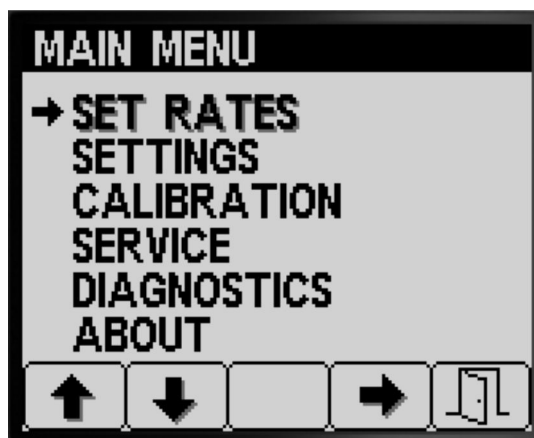 MAIN MENU
SET RATES
SETTINGS
CALIBRATION
SERVICE
DIAGNOSTICS
ABOUT